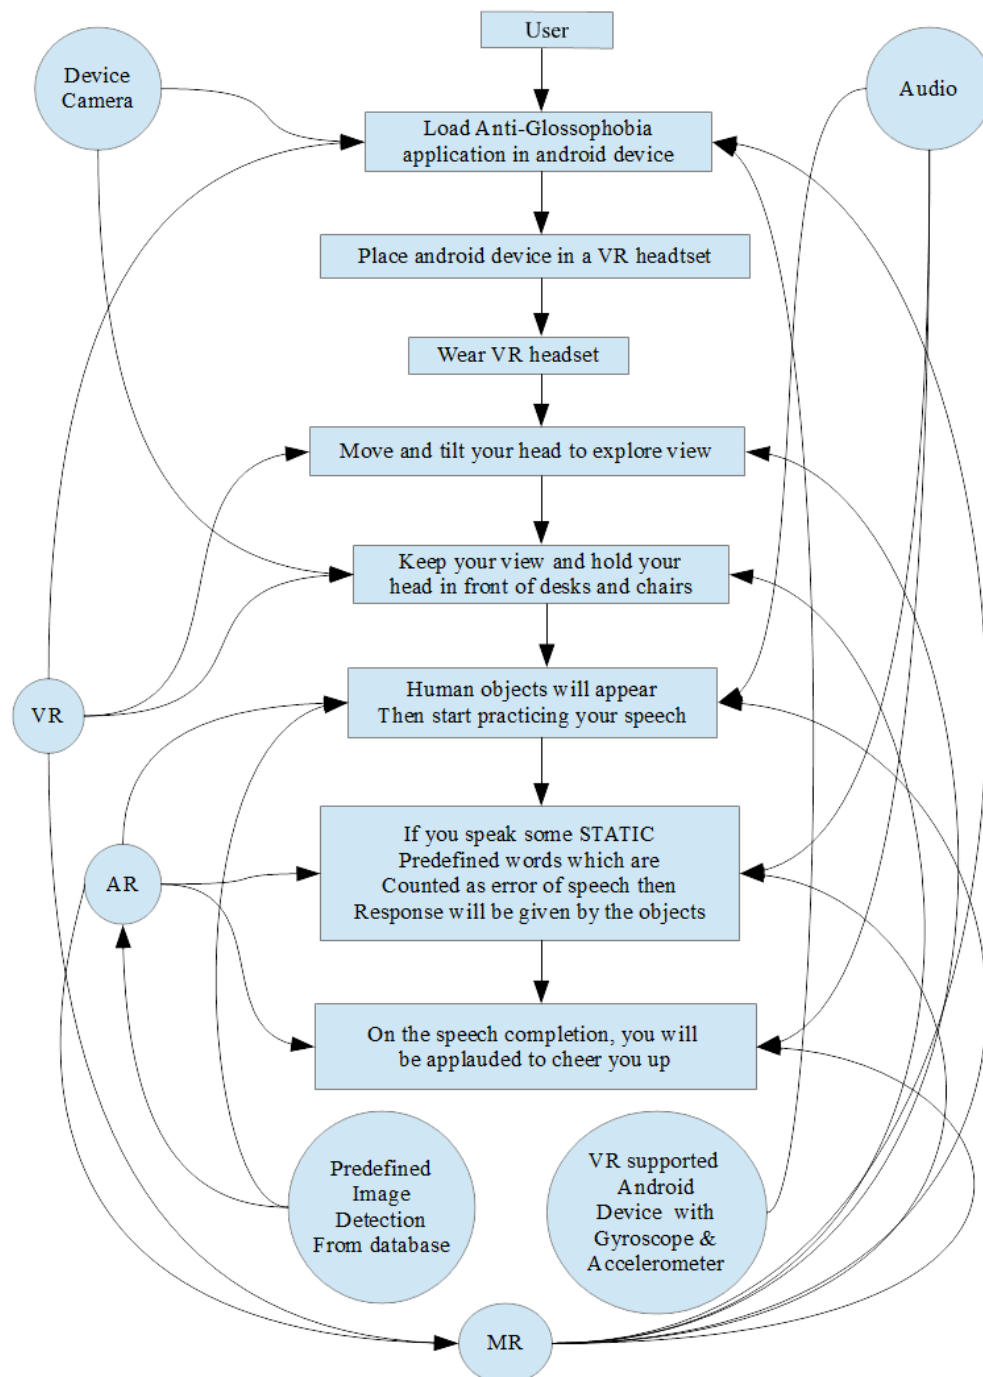 User
Device
Camera
Audio
Load Anti-Glossophobia
application in android device
Place android device in a VR headtset
Wear VR headset
Move and tilt your head to explore view
Keep your view and hold your
head in front of desks and chairs
Human objects will appear
Then start practicing your speech
VR
If you speak some STATIC
Predefined words which are
Counted as error of speech then
Response will be given by the objects
AR
On the speech completion, you will
be applauded to cheer you up
Predefined
Image
Detection
From database
VR supported
Android
Device with
Gyroscope &
Accelerometer
MR